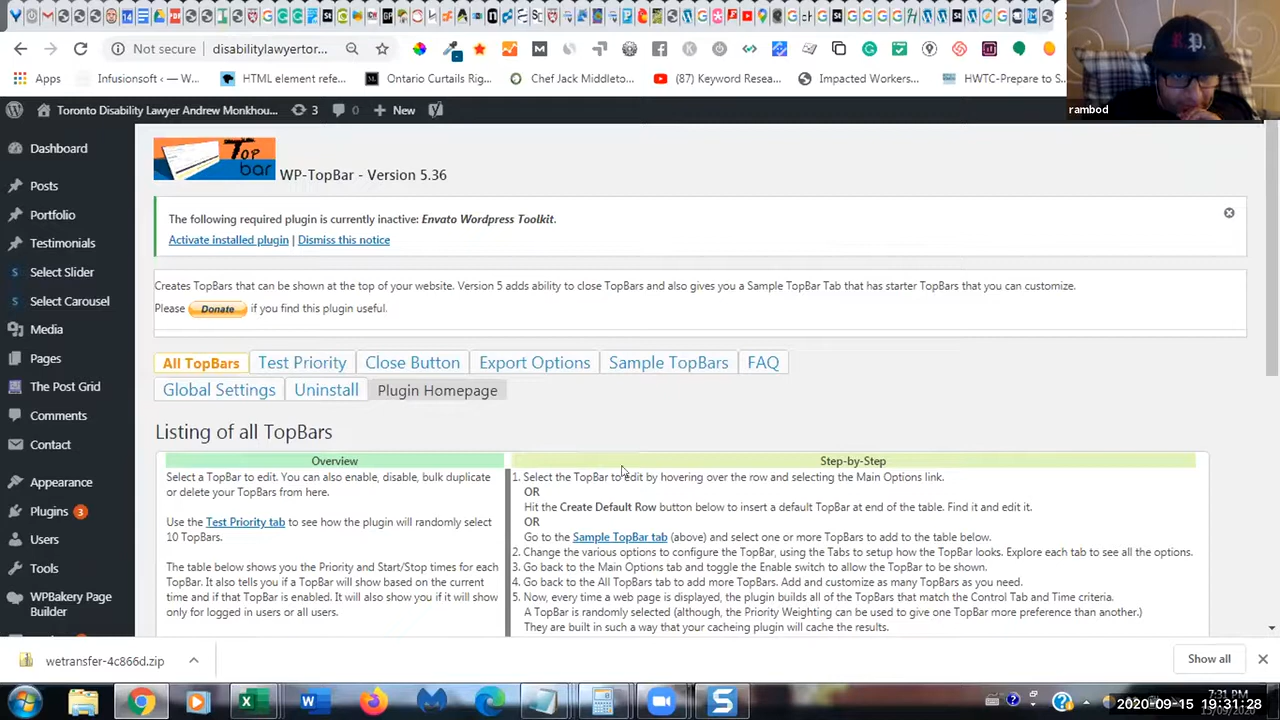 Not secure
disabilitylawyertor...
Apps
Infusionsoft‹ — W...
HTML element refe...
Ontario Curtails Rig...
Chef Jack Middleto...
(87) Keyword Resea...
Impacted Workers...
HWTC-Prepare to S...
Toronto Disability Lawyer Andrew Monkhou...
3
0
New
rambod
Dashboard
Posts
Portfolio
Testimonials
Select Slider
Select Carousel
Media
Pages
The Post Grid
Comments
Contact
Appearance
Plugins 3
Users
Tools
WPBakery Page
Builder
Top
bar
WP-TopBar - Version 5.36
The following required plugin is currently inactive: Envato Wordpress Toolkit.
Activate installed plugin | Dismiss this notice
Creates TopBars that can be shown at the top of your website. Version 5 adds ability to close TopBars and also gives you a Sample TopBar Tab that has starter TopBars that you can customize.
Please Donate if you find this plugin useful.
All TopBars
Test Priority
Close Button
Export Options
Sample TopBars
FAQ
Global Settings
Uninstall
Plugin Homepage
Listing of all TopBars
Overview
Select a TopBar to edit. You can also enable, disable, bulk duplicate
or delete your TopBars from here.
Use the Test Priority tab to see how the plugin will randomly select
10 TopBars.
The table below shows you the Priority and Start/Stop times for each
TopBar. It also tells you if a TopBar will show based on the current
time and if that TopBar is enabled. It will also show you if it will show
only for logged in users or all users.
Step-by-Step
1. Select the TopBar to edit by hovering over the row and selecting the Main Options link.
OR
Hit the Create Default Row button below to insert a default TopBar at end of the table. Find it and edit it.
OR
Go to the Sample TopBar tab (above) and select one or more TopBars to add to the table below.
2. Change the various options to configure the TopBar, using the Tabs to setup how the TopBar looks. Explore each tab to see all the options.
3. Go back to the Main Options tab and toggle the Enable switch to allow the TopBar to be shown.
4. Go back to the All TopBars tab to add more TopBars. Add and customize as many TopBars as you need.
5. Now, every time a web page is displayed, the plugin builds all of the TopBars that match the Control Tab and Time criteria.
A TopBar is randomly selected (although, the Priority Weighting can be used to give one TopBar more preference than another.)
They are built in such a way that your cacheing plugin will cache the results.
wetransfer-4c866d.zip
Show all
7:31 PM
2020-09-15 19:31:28